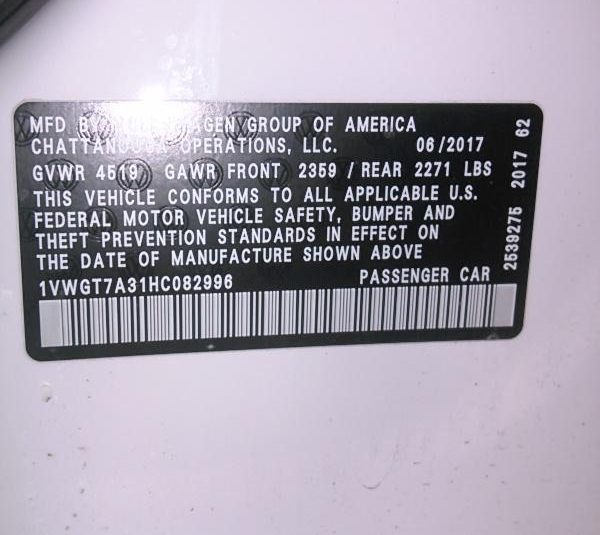 MFD BY VOLKSWAGEN GROUP OF AMERICA
CHATTANOOGA OPERATIONS, LLC. 06/2017
GVWR 4519 GAWR FRONT 2359 / REAR 2271 LBS
THIS VEHICLE CONFORMS TO ALL APPLICABLE U.S.
FEDERAL MOTOR VEHICLE SAFETY, BUMPER AND
THEFT PREVENTION STANDARDS IN EFFECT ON
THE DATE OF MANUFACTURE SHOWN ABOVE
1VWGT7A31HC082996 PASSENGER CAR
2539275 2017 62